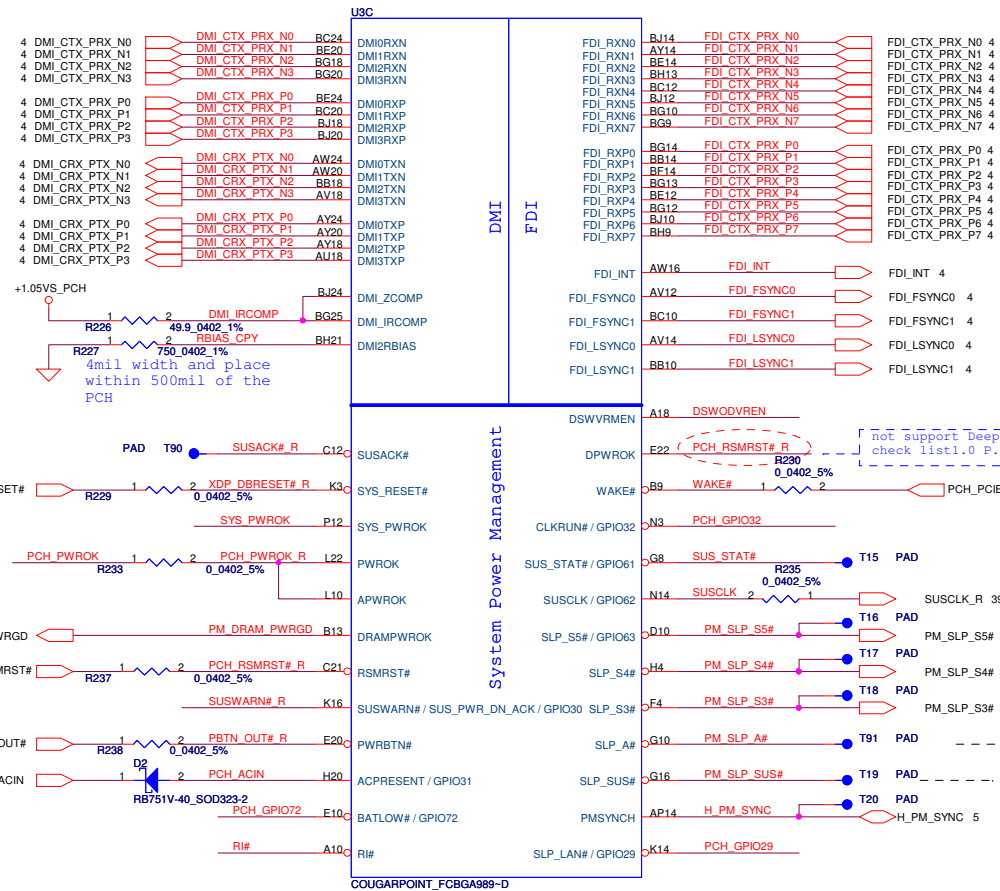 U3C
4 DMI_CTX_PRX_N0 DMI_CTX_PRX_N0 BC24 DMI0RXN
4 DMI_CTX_PRX_N1 DMI_CTX_PRX_N1 BE20 DMI1RXN
4 DMI_CTX_PRX_N2 DMI_CTX_PRX_N2 BG18 DMI2RXN
4 DMI_CTX_PRX_N3 DMI_CTX_PRX_N3 BG20 DMI3RXN
4 DMI_CTX_PRX_P0 DMI_CTX_PRX_P0 BE24 DMI0RXP
4 DMI_CTX_PRX_P1 DMI_CTX_PRX_P1 BC20 DMI1RXP
4 DMI_CTX_PRX_P2 DMI_CTX_PRX_P2 BJ18 DMI2RXP
4 DMI_CTX_PRX_P3 DMI_CTX_PRX_P3 BJ20 DMI3RXP
4 DMI_CRX_PTX_N0 DMI_CRX_PTX_N0 AW24 DMI0TXN
4 DMI_CRX_PTX_N1 DMI_CRX_PTX_N1 AW20 DMI1TXN
4 DMI_CRX_PTX_N2 DMI_CRX_PTX_N2 BB18 DMI2TXN
4 DMI_CRX_PTX_N3 DMI_CRX_PTX_N3 AV18 DMI3TXN
4 DMI_CRX_PTX_P0 DMI_CRX_PTX_P0 AY24 DMI0TXP
4 DMI_CRX_PTX_P1 DMI_CRX_PTX_P1 AY20 DMI1TXP
4 DMI_CRX_PTX_P2 DMI_CRX_PTX_P2 AY18 DMI2TXP
4 DMI_CRX_PTX_P3 DMI_CRX_PTX_P3 AU18 DMI3TXP
+1.05VS_PCH
BJ24 DMI_ZCOMP
1 2 DMI_IRCOMP BG25 DMI_IRCOMP
R226 49.9_0402_1%
1 2 RBIAS_CPY BH21 DMI2RBIAS
R227 750_0402_1%
4mil width and place
within 500mil of the
PCH
DMI
FDI
FDI_RXN0 BJ14 FDI_CTX_PRX_N0 FDI_CTX_PRX_N0 4
FDI_RXN1 AY14 FDI_CTX_PRX_N1 FDI_CTX_PRX_N1 4
FDI_RXN2 BE14 FDI_CTX_PRX_N2 FDI_CTX_PRX_N2 4
FDI_RXN3 BH13 FDI_CTX_PRX_N3 FDI_CTX_PRX_N3 4
FDI_RXN4 BC12 FDI_CTX_PRX_N4 FDI_CTX_PRX_N4 4
FDI_RXN5 BJ12 FDI_CTX_PRX_N5 FDI_CTX_PRX_N5 4
FDI_RXN6 BG10 FDI_CTX_PRX_N6 FDI_CTX_PRX_N6 4
FDI_RXN7 BG9 FDI_CTX_PRX_N7 FDI_CTX_PRX_N7 4
FDI_RXP0 BG14 FDI_CTX_PRX_P0 FDI_CTX_PRX_P0 4
FDI_RXP1 BB14 FDI_CTX_PRX_P1 FDI_CTX_PRX_P1 4
FDI_RXP2 BF14 FDI_CTX_PRX_P2 FDI_CTX_PRX_P2 4
FDI_RXP3 BG13 FDI_CTX_PRX_P3 FDI_CTX_PRX_P3 4
FDI_RXP4 BE12 FDI_CTX_PRX_P4 FDI_CTX_PRX_P4 4
FDI_RXP5 BG12 FDI_CTX_PRX_P5 FDI_CTX_PRX_P5 4
FDI_RXP6 BJ10 FDI_CTX_PRX_P6 FDI_CTX_PRX_P6 4
FDI_RXP7 BH9 FDI_CTX_PRX_P7 FDI_CTX_PRX_P7 4
FDI_INT AW16 FDI_INT FDI_INT 4
FDI_FSYNC0 AV12 FDI_FSYNC0 FDI_FSYNC0 4
FDI_FSYNC1 BC10 FDI_FSYNC1 FDI_FSYNC1 4
FDI_LSYNC0 AV14 FDI_LSYNC0 FDI_LSYNC0 4
FDI_LSYNC1 BB10 FDI_LSYNC1 FDI_LSYNC1 4
PAD T90 SUSACK#_R C12 SUSACK#
SET# 1 2 XDP_DBRESET#_R K3 SYS_RESET#
R229 0_0402_5%
SYS_PWROK P12 SYS_PWROK
PCH_PWROK 1 2 PCH_PWROK_R L22 PWROK
R233 0_0402_5%
L10 APWROK
WRGD PM_DRAM_PWRGD B13 DRAMPWROK
MRST# 1 2 PCH_RSMRST#_R C21 RSMRST#
R237 0_0402_5%
SUSWARN#_R K16 SUSWARN# / SUS_PWR_DN_ACK / GPIO30
OUT# 1 2 PBTN_OUT#_R E20 PWRBTN#
R238 0_0402_5%
D2
ACIN 1 2 PCH_ACIN H20 ACPRESENT / GPIO31
RB751V-40_SOD323-2
PCH_GPIO72 E10 BATLOW# / GPIO72
RI# A10 RI#
System Power Management
DSWVRMEN A18 DSWODVREN
DPWROK E22 PCH_RSMRST#_R
not support Deep
check list1.0 P.
R230
0_0402_5%
WAKE# B9 WAKE# 1 2 PCH_PCIE
CLKRUN# / GPIO32 N3 PCH_GPIO32
SUS_STAT# / GPIO61 G8 SUS_STAT# T15 PAD
R235
0_0402_5%
SUSCLK / GPIO62 N14 SUSCLK 2 1 SUSCLK_R 39
T16 PAD
SLP_S5# / GPIO63 D10 PM_SLP_S5# PM_SLP_S5#
T17 PAD
SLP_S4# H4 PM_SLP_S4# PM_SLP_S4#
T18 PAD
SLP_S3# F4 PM_SLP_S3# PM_SLP_S3#
SLP_A# G10 PM_SLP_A# T91 PAD
SLP_SUS# G16 PM_SLP_SUS# T19 PAD
T20 PAD
PMSYNCH AP14 H_PM_SYNC H_PM_SYNC 5
SLP_LAN# / GPIO29 K14 PCH_GPIO29
COUGARPOINT_FCBGA989~D